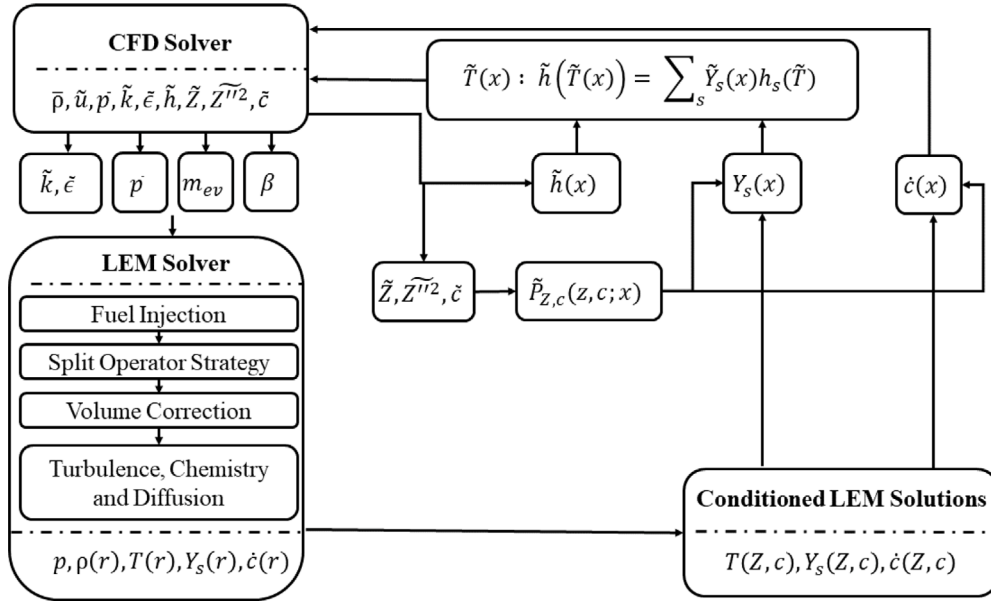 CFD Solver
ρ̅, ũ, p̄, k̃, ε̃, h̃, Z̃, Z''²~, c̃
T̃(x) : h̃(T̃(x)) = ∑ₛ Ỹₛ(x)hₛ(T̃)
k̃, ε̃
p̄
ṁₑᵥ
β
h̃(x)
Yₛ(x)
ċ(x)
LEM Solver
Fuel Injection
Split Operator Strategy
Volume Correction
Turbulence, Chemistry
and Diffusion
p, ρ(r), T(r), Yₛ(r), ċ(r)
Z̃, Z''²~, c̃
P̃_{Z,c}(z, c; x)
Conditioned LEM Solutions
T(Z, c), Yₛ(Z, c), ċ(Z, c)